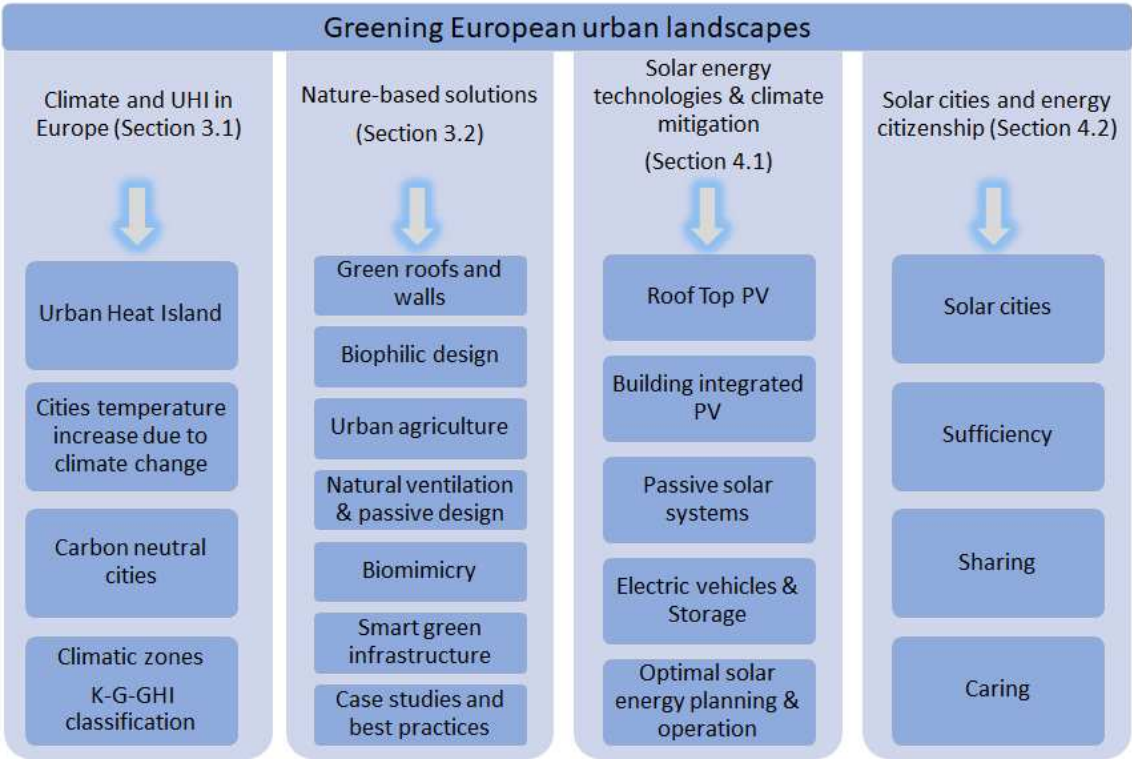 Greening European urban landscapes
Climate and UHI in
Europe (Section 3.1)
Urban Heat Island
Cities temperature
increase due to
climate change
Carbon neutral
cities
Climatic zones
K-G-GHI
classification
Nature-based solutions
(Section 3.2)
Green roofs and
walls
Biophilic design
Urban agriculture
Natural ventilation
& passive design
Biomimicry
Smart green
infrastructure
Case studies and
best practices
Solar energy
technologies & climate
mitigation
(Section 4.1)
Roof Top PV
Building integrated
PV
Passive solar
systems
Electric vehicles &
Storage
Optimal solar
energy planning &
operation
Solar cities and energy
citizenship (Section 4.2)
Solar cities
Sufficiency
Sharing
Caring